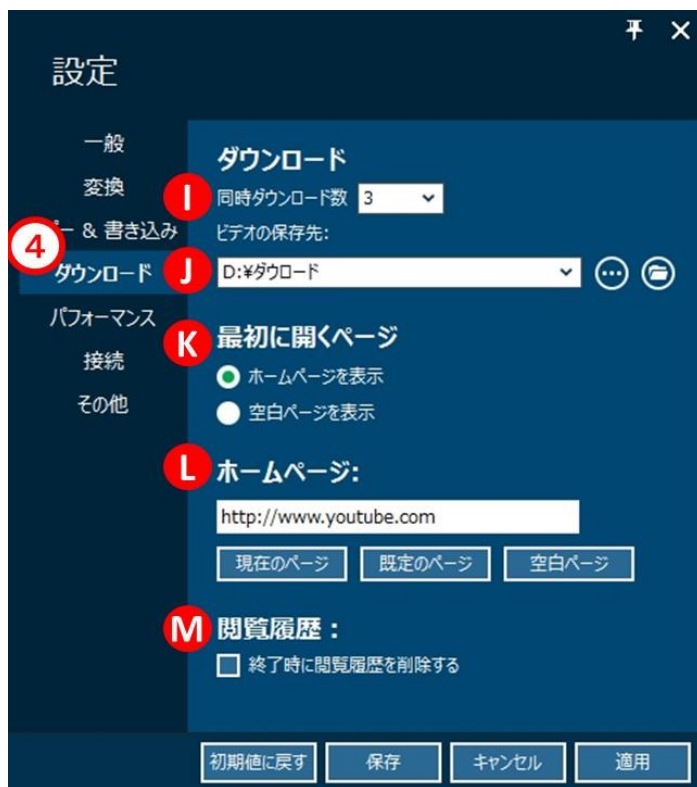 設定
一般
変換
ー & 書き込み
4
ダウンロード
パフォーマンス
接続
その他
ダウンロード
I
同時ダウンロード数 3
ビデオの保存先:
J
D:¥ダウロード
K
最初に開くページ
ホームページを表示
空白ページを表示
L
ホームページ:
http://www.youtube.com
現在のページ 既定のページ 空白ページ
M
閲覧履歴:
終了時に閲覧履歴を削除する
初期値に戻す 保存 キャンセル 適用